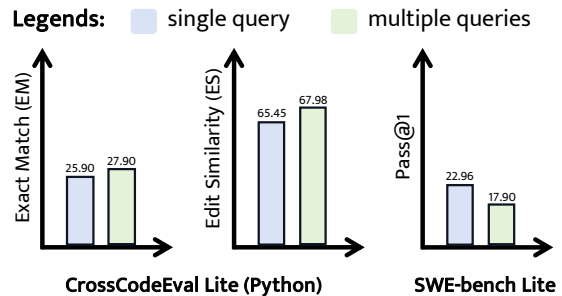 Legends: single query multiple queries
Exact Match (EM)
25.90 27.90
Edit Similarity (ES)
65.45 67.98
Pass@1
22.96 17.90
CrossCodeEval Lite (Python) SWE-bench Lite